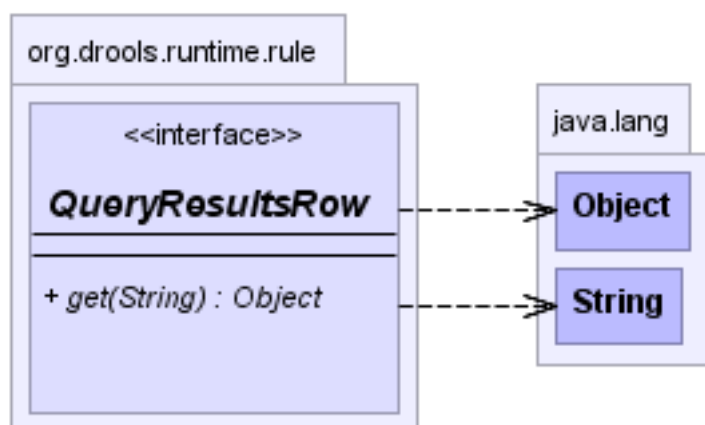 org.drools.runtime.rule
<<interface>>
QueryResultsRow
+ get(String) : Object
java.lang
Object
String